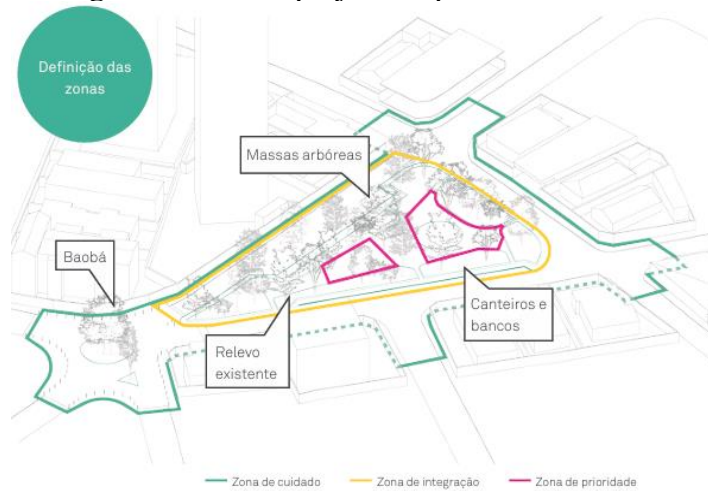 Definição das
zonas
Massas arbóreas
Baobá
Canteiros e
bancos
Relevo
existente
Zona de cuidado
Zona de integração
Zona de prioridade